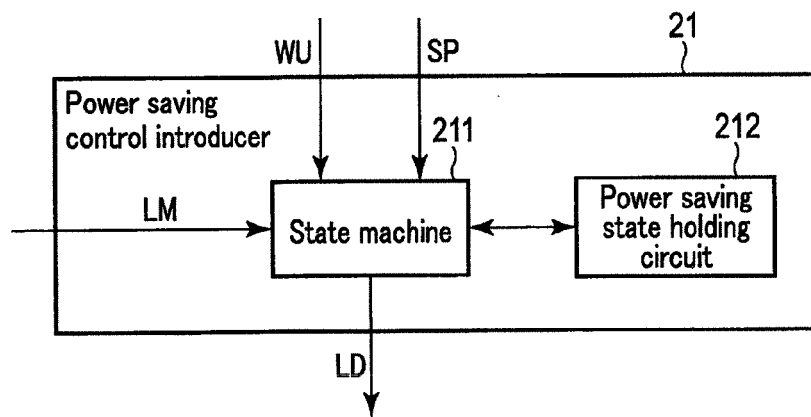 21
WU
SP
Power saving
control introducer
211
212
LM
State machine
Power saving
state holding
circuit
LD